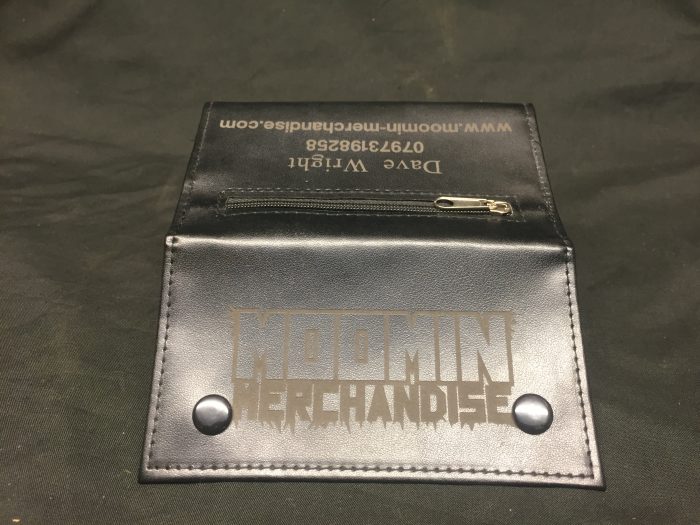 Dave Wright
07973198258
www.moomin-merchandise.com
MOOMIN
MERCHANDISE